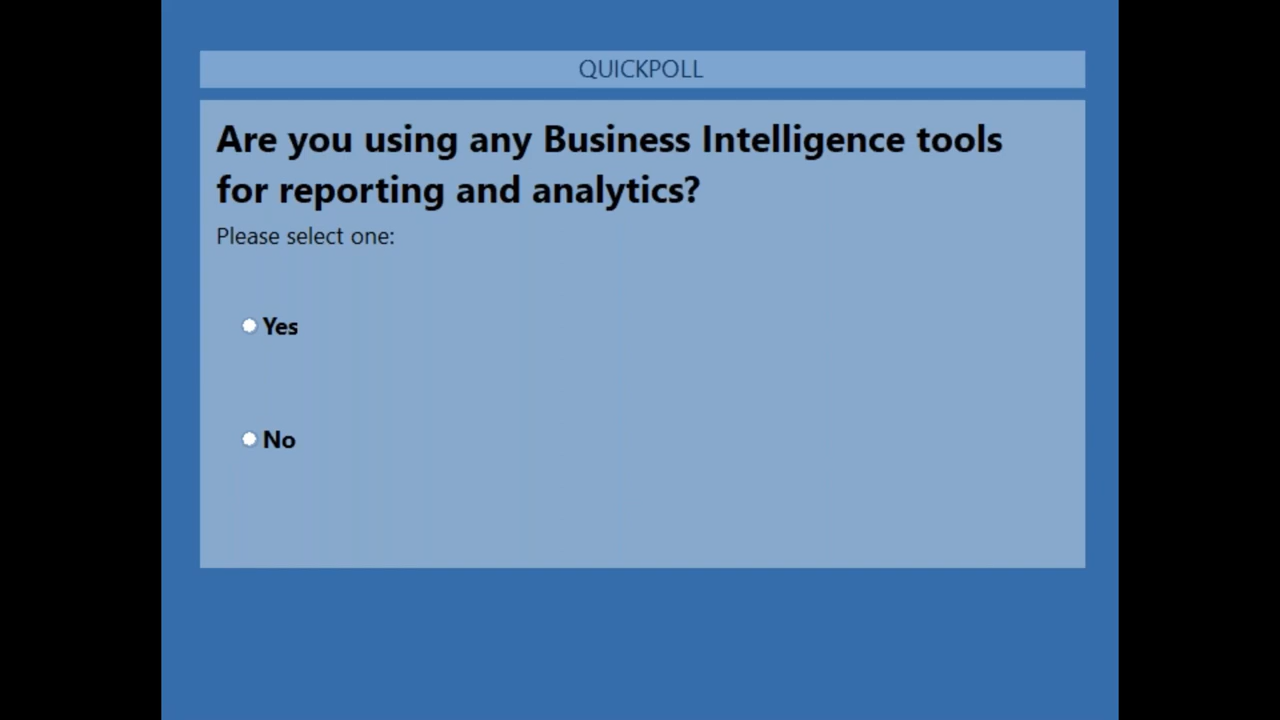 QUICKPOLL
Are you using any Business Intelligence tools
for reporting and analytics?
Please select one:
Yes
No